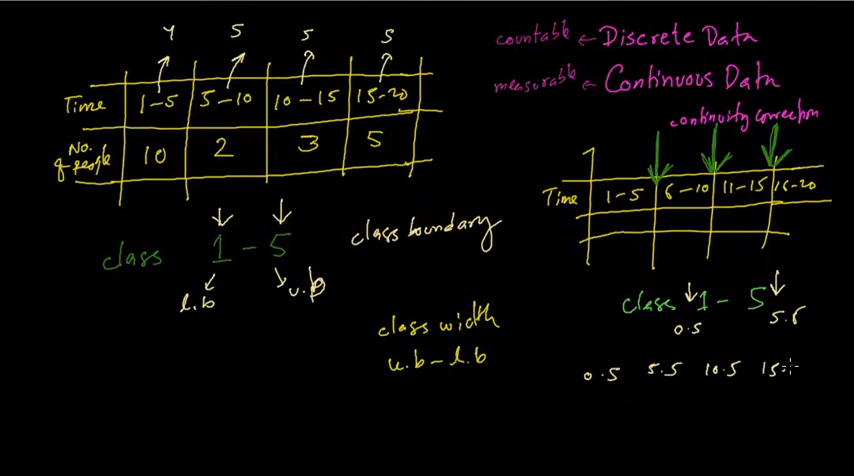 4 5 5 5
Time 1-5 5-10 10-15 15-20
No. of people 10 2 3 5
class 1 - 5
l.b u.b
class boundary
class width
u.b - l.b
countable ← Discrete Data
measurable ← Continuous Data
continuity correction
Time 1-5 6-10 11-15 16-20
class 1 - 5
0.5 5.5
0.5 5.5 10.5 15.